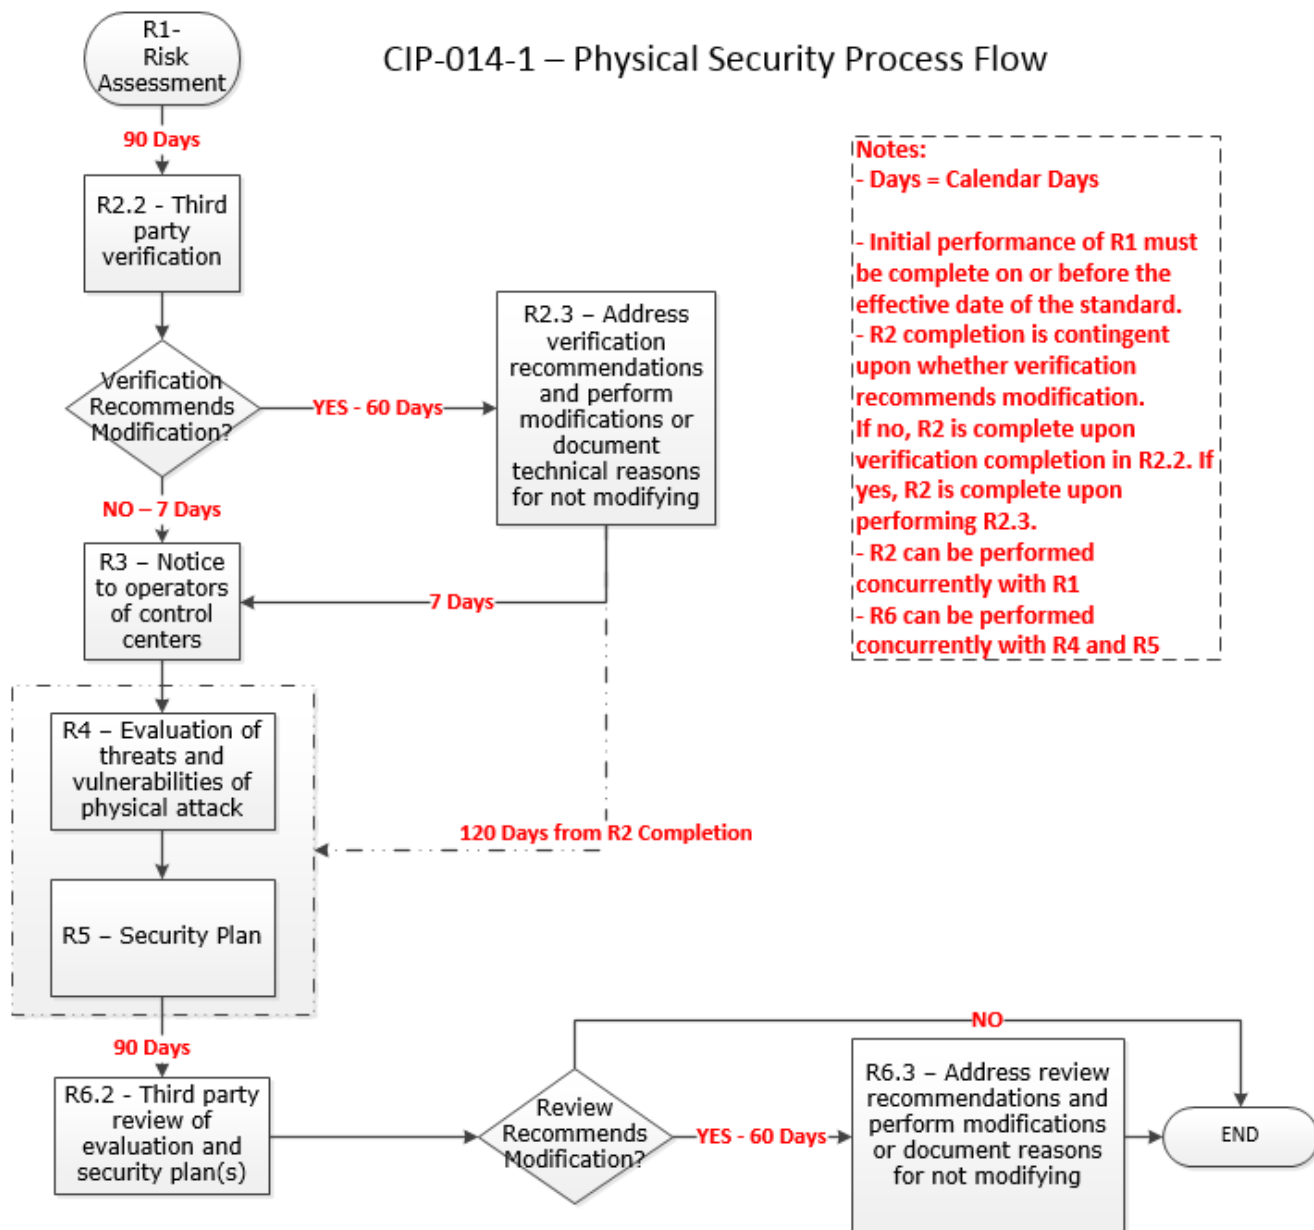 R1-
Risk
Assessment
CIP-014-1 – Physical Security Process Flow
90 Days
R2.2 - Third
party
verification
Verification
Recommends
Modification?
YES - 60 Days
R2.3 – Address
verification
recommendations
and perform
modifications or
document
technical reasons
for not modifying
Notes:
- Days = Calendar Days
- Initial performance of R1 must
be complete on or before the
effective date of the standard.
- R2 completion is contingent
upon whether verification
recommends modification.
If no, R2 is complete upon
verification completion in R2.2. If
yes, R2 is complete upon
performing R2.3.
- R2 can be performed
concurrently with R1
- R6 can be performed
concurrently with R4 and R5
NO – 7 Days
R3 – Notice
to operators
of control
centers
7 Days
R4 – Evaluation of
threats and
vulnerabilities of
physical attack
120 Days from R2 Completion
R5 – Security Plan
90 Days
R6.2 - Third party
review of
evaluation and
security plan(s)
Review
Recommends
Modification?
NO
YES - 60 Days
R6.3 – Address review
recommendations and
perform modifications
or document reasons
for not modifying
END